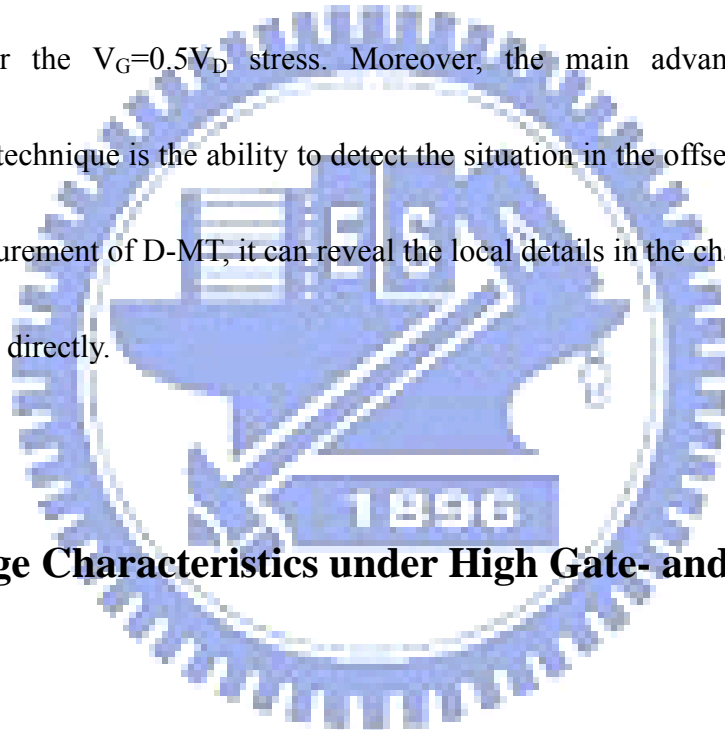 r the V_G=0.5V_D stress. Moreover, the main advan
technique is the ability to detect the situation in the offse
urement of D-MT, it can reveal the local details in the cha
directly.
1896
ge Characteristics under High Gate- and